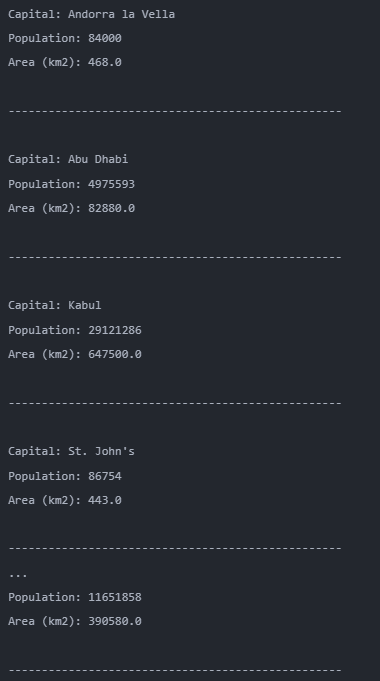 Capital: Andorra la Vella
Population: 84000
Area (km2): 468.0
--------------------------------------------------
Capital: Abu Dhabi
Population: 4975593
Area (km2): 82880.0
--------------------------------------------------
Capital: Kabul
Population: 29121286
Area (km2): 647500.0
--------------------------------------------------
Capital: St. John's
Population: 86754
Area (km2): 443.0
--------------------------------------------------
...
Population: 11651858
Area (km2): 390580.0
--------------------------------------------------